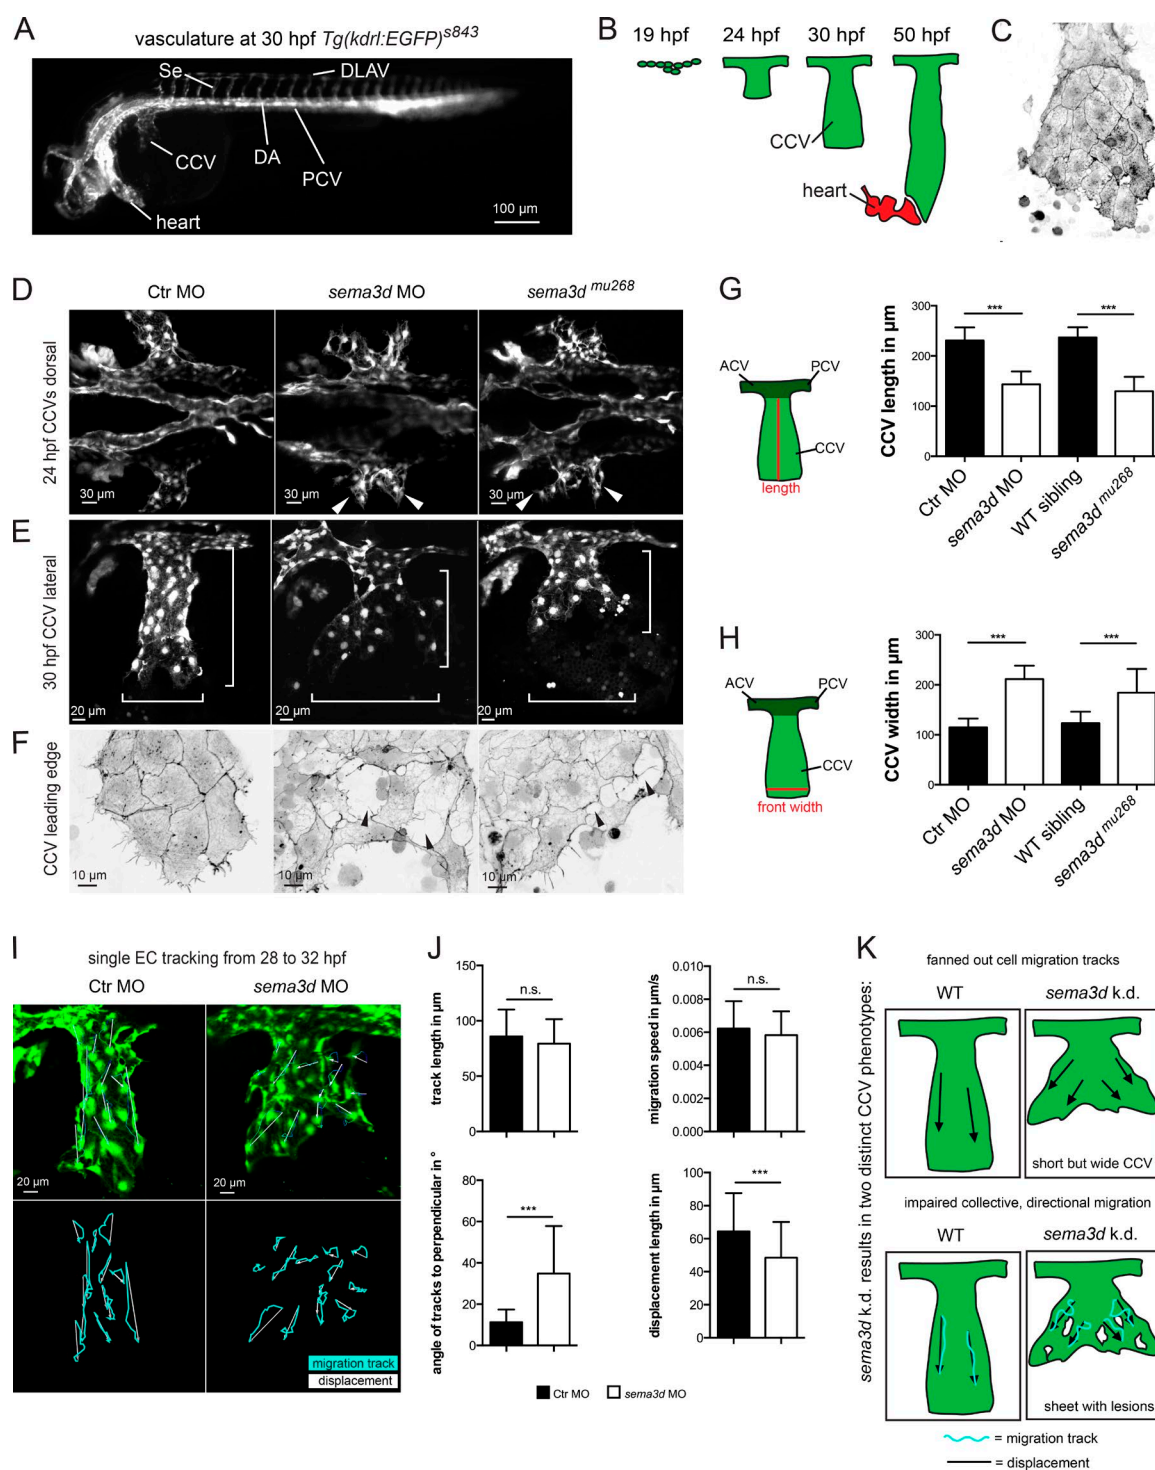 A
vasculature at 30 hpf Tg(kdrl:EGFP)s843
Se
DLAV
CCV
DA
PCV
heart
100 µm
B
19 hpf 24 hpf 30 hpf 50 hpf
CCV
heart
C
D
Ctr MO sema3d MO sema3d mu268
24 hpf CCVs dorsal
30 µm 30 µm 30 µm
E
30 hpf CCV lateral
20 µm 20 µm 20 µm
F
CCV leading edge
10 µm 10 µm 10 µm
G
ACV PCV
CCV
length
CCV length in µm
300
200
100
0
*** ***
Ctr MO
sema3d MO
WT sibling
sema3d mu268
H
ACV PCV
CCV
front width
CCV width in µm
300
200
100
0
*** ***
Ctr MO
sema3d MO
WT sibling
sema3d mu268
I
single EC tracking from 28 to 32 hpf
Ctr MO sema3d MO
20 µm 20 µm
migration track
displacement
J
track length in µm
150
100
50
0
n.s.
migration speed in µm/s
0.010
0.008
0.006
0.004
0.002
0.000
n.s.
angle of tracks to perpendicular in °
80
60
40
20
0
***
displacement length in µm
100
80
60
40
20
0
***
Ctr MO sema3d MO
K
sema3d k.d. results in two distinct CCV phenotypes:
fanned out cell migration tracks
WT sema3d k.d.
short but wide CCV
impaired collective, directional migration
WT sema3d k.d.
sheet with lesions
= migration track
= displacement